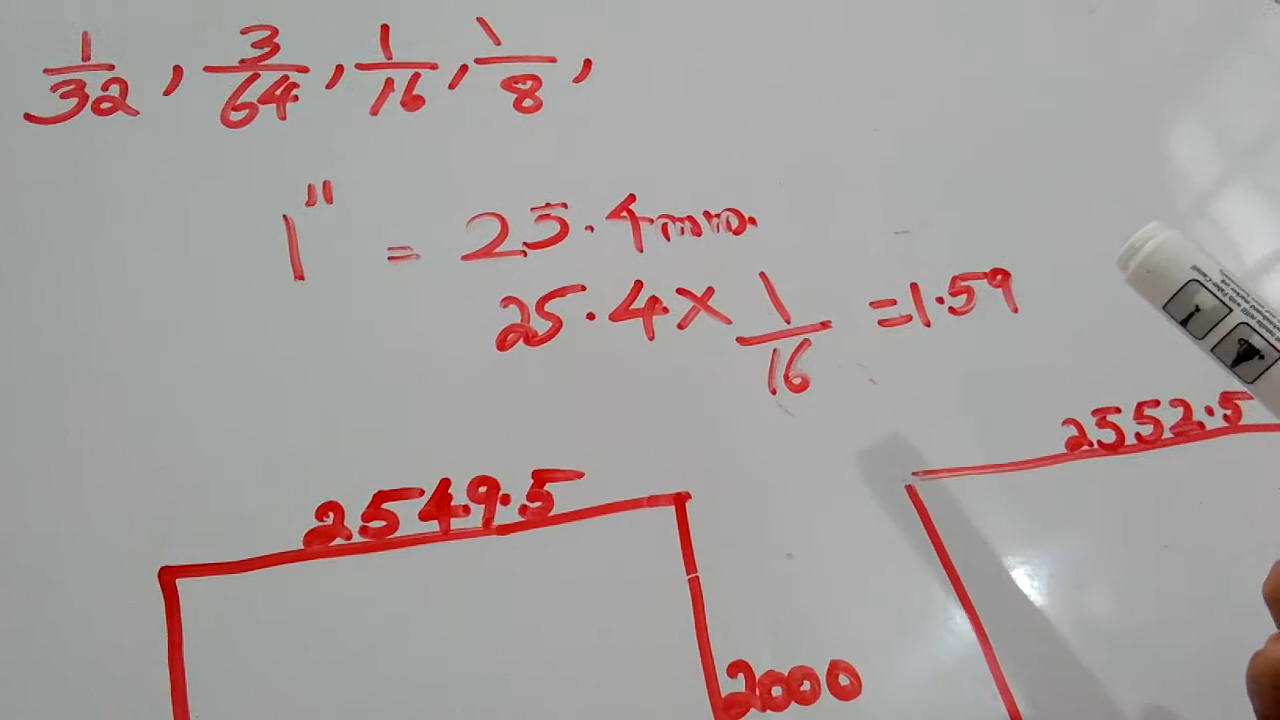 1/32, 3/64, 1/16, 1/8,
1" = 25.4mm.
25.4 × 1/16 = 1.59
2552.5
2549.5
2000